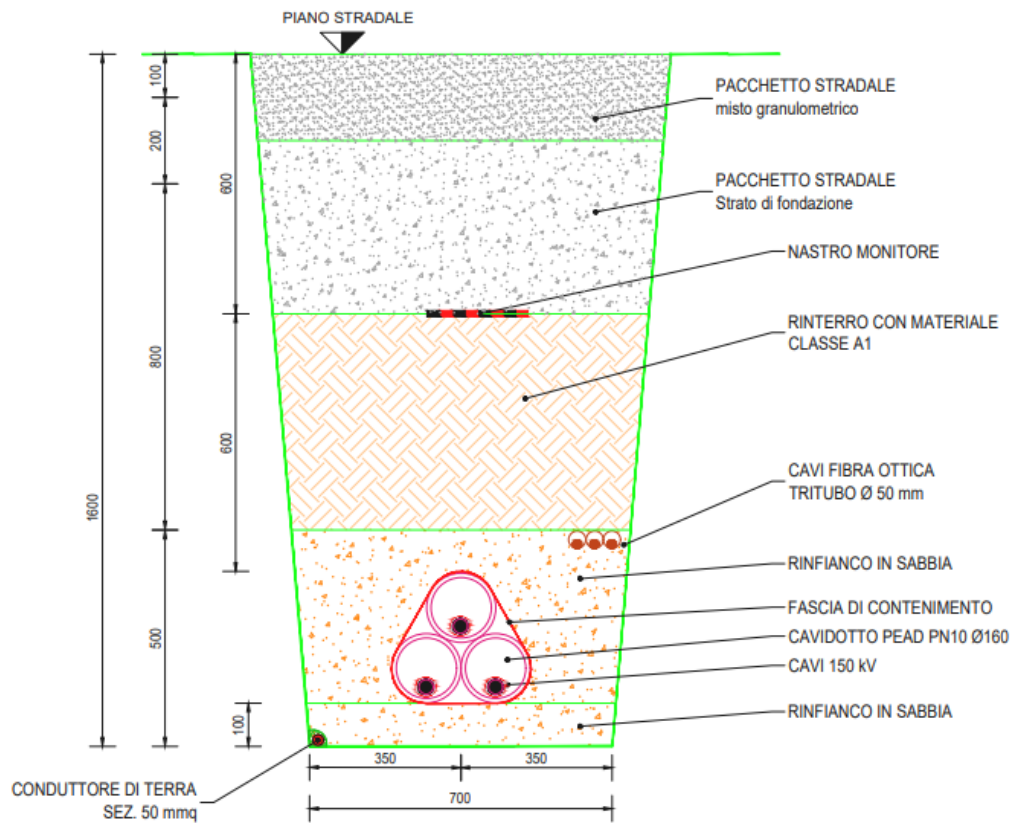 PIANO STRADALE
100
PACCHETTO STRADALE
misto granulometrico
200
600
PACCHETTO STRADALE
Strato di fondazione
NASTRO MONITORE
RINTERRO CON MATERIALE
CLASSE A1
800
600
CAVI FIBRA OTTICA
TRITUBO Ø 50 mm
1600
RINFIANCO IN SABBIA
FASCIA DI CONTENIMENTO
500
CAVIDOTTO PEAD PN10 Ø160
CAVI 150 kV
RINFIANCO IN SABBIA
100
350
350
CONDUTTORE DI TERRA
SEZ. 50 mmq
700